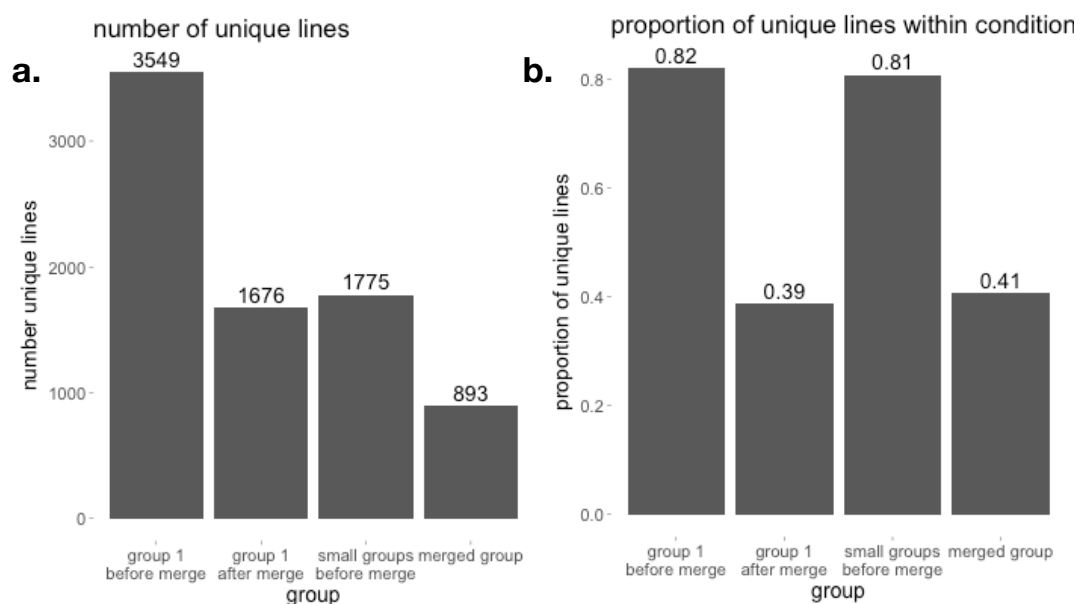 a.
number of unique lines
3549
1676
1775
893
3000
2000
1000
0
number unique lines
group 1
before merge
group 1
after merge
small groups
before merge
merged group
group
b.
proportion of unique lines within condition
0.82
0.39
0.81
0.41
0.8
0.6
0.4
0.2
0.0
proportion of unique lines
group 1
before merge
group 1
after merge
small groups
before merge
merged group
group